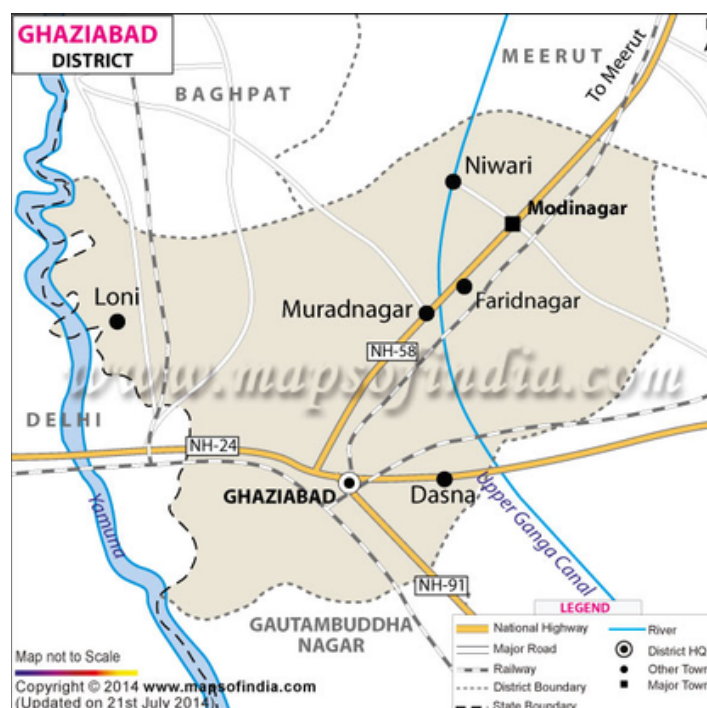 GHAZIABAD
DISTRICT
MEERUT
To Meerut
BAGHPAT
Niwari
Modinagar
Loni
Muradnagar
Faridnagar
NH-58
www.mapsofindia.com
DELHI
NH-24
GHAZIABAD
Dasna
Upper Ganga Canal
Yamuna
NH-91
GAUTAMBUDDHA
NAGAR
LEGEND
National Highway
River
Major Road
District HQ
Railway
Other Town
District Boundary
Major Town
State Boundary
Map not to Scale
Copyright © 2014 www.mapsofindia.com
(Updated on 21st July 2014)